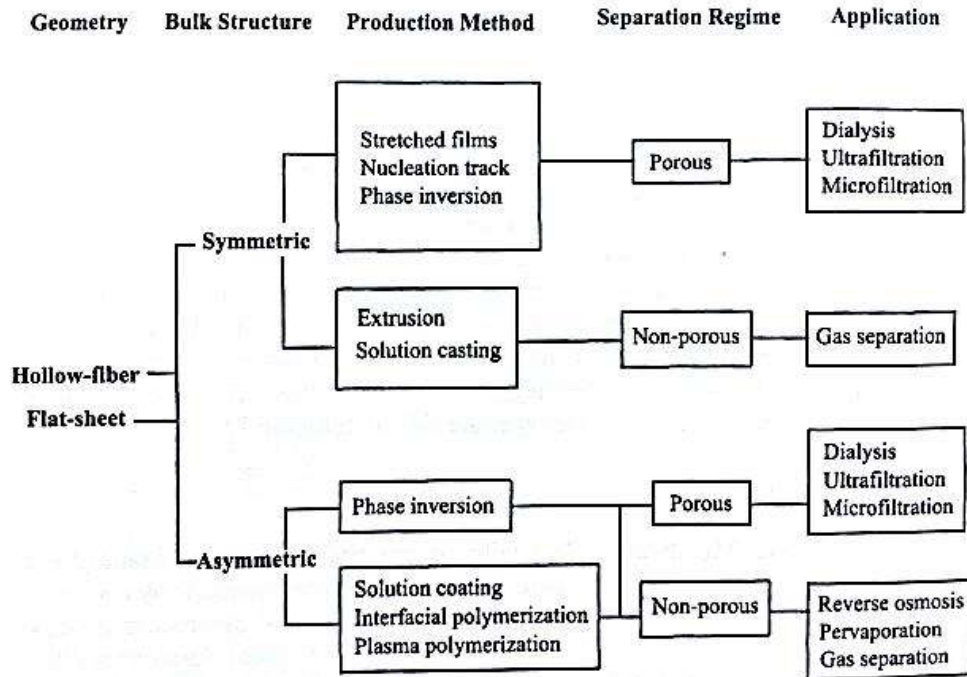 Geometry Bulk Structure Production Method Separation Regime Application
Stretched films
Nucleation track
Phase inversion
Porous
Dialysis
Ultrafiltration
Microfiltration
Symmetric
Extrusion
Solution casting
Non-porous
Gas separation
Hollow-fiber
Flat-sheet
Phase inversion
Porous
Dialysis
Ultrafiltration
Microfiltration
Asymmetric
Solution coating
Interfacial polymerization
Plasma polymerization
Non-porous
Reverse osmosis
Pervaporation
Gas separation